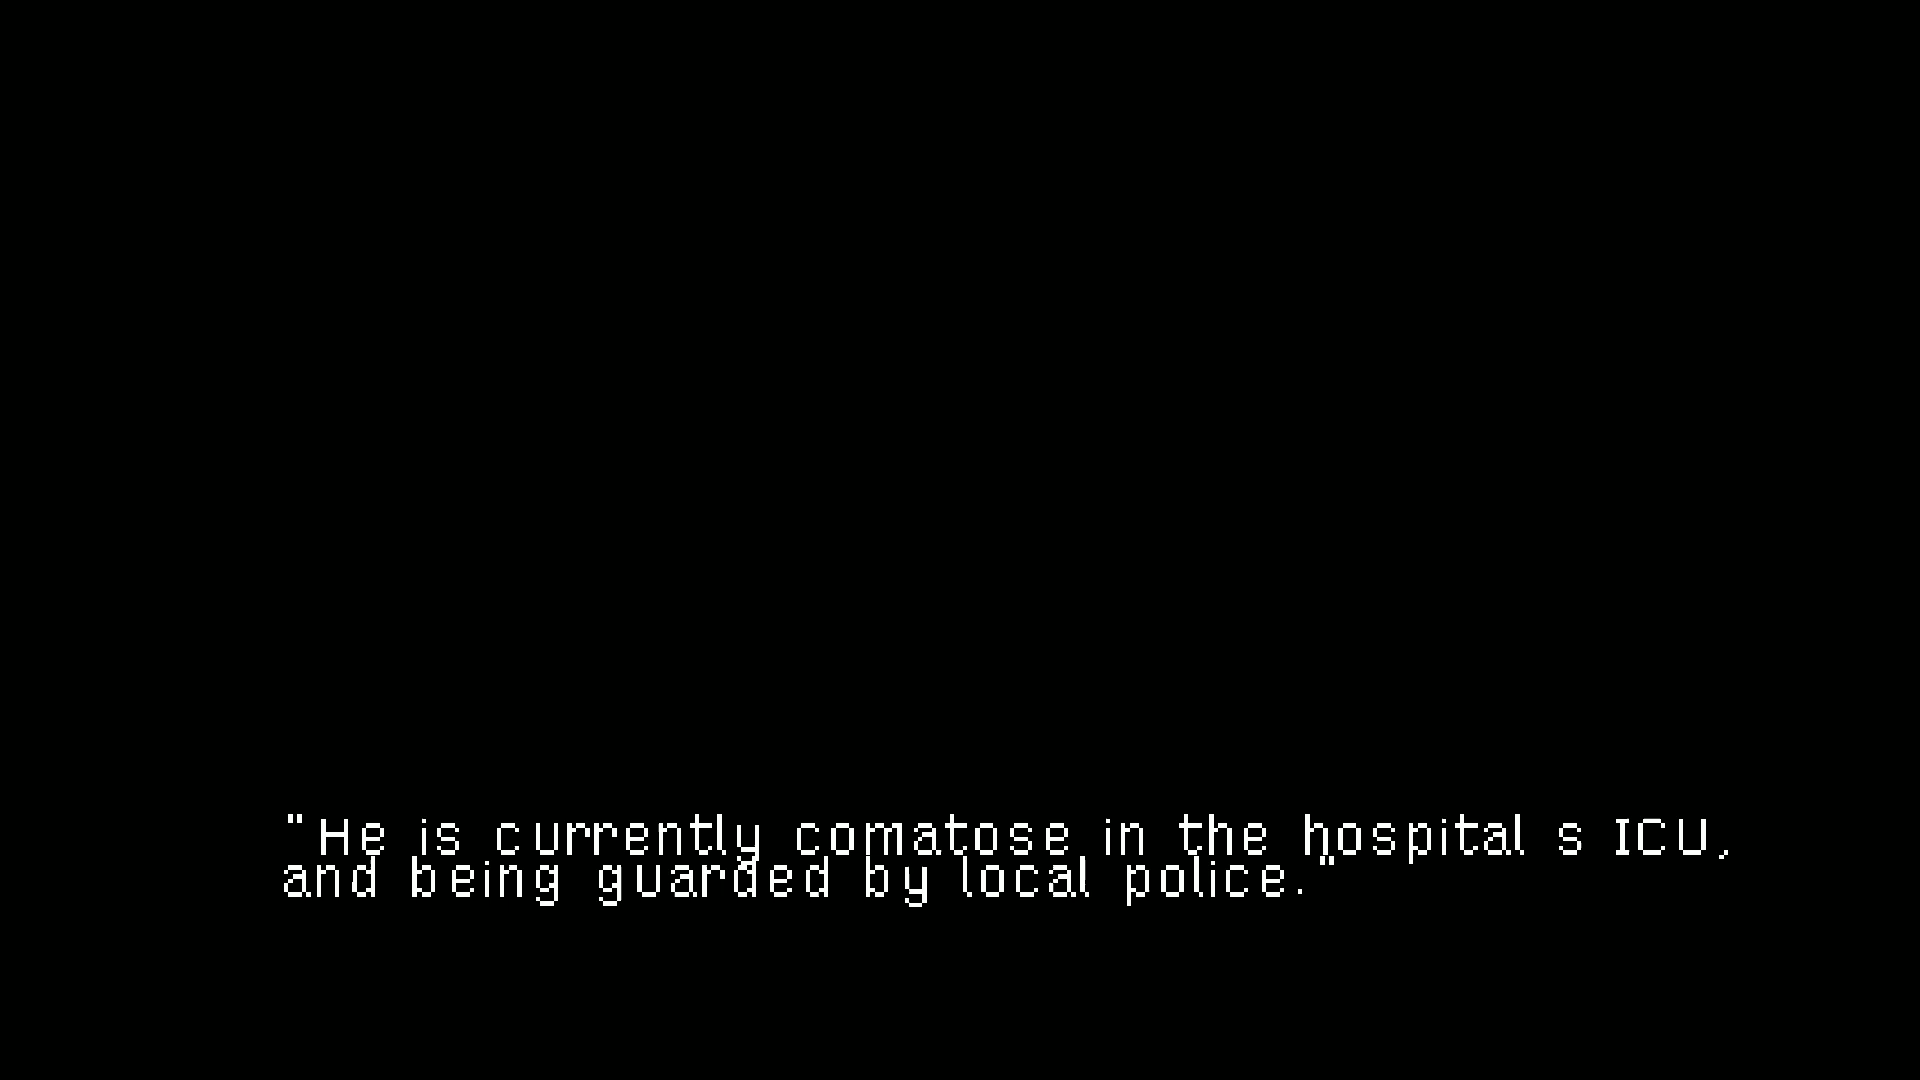 "He is currently comatose in the hospital s ICU,
and being guarded by local police."